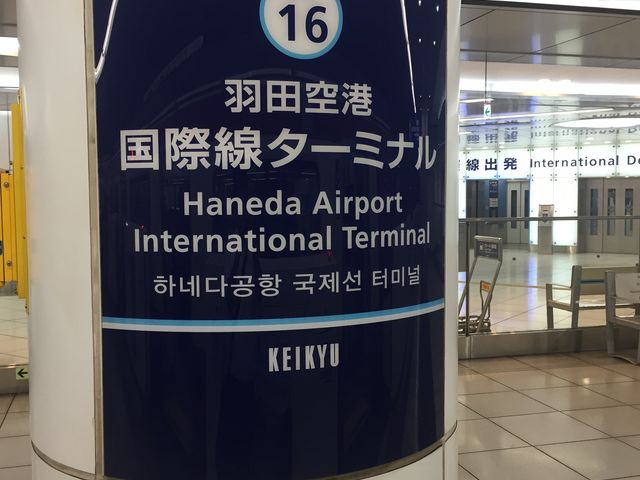 16
羽田空港
国際線ターミナル
Haneda Airport
International Terminal
하네다공항 국제선 터미널
KEIKYU
線出発 International